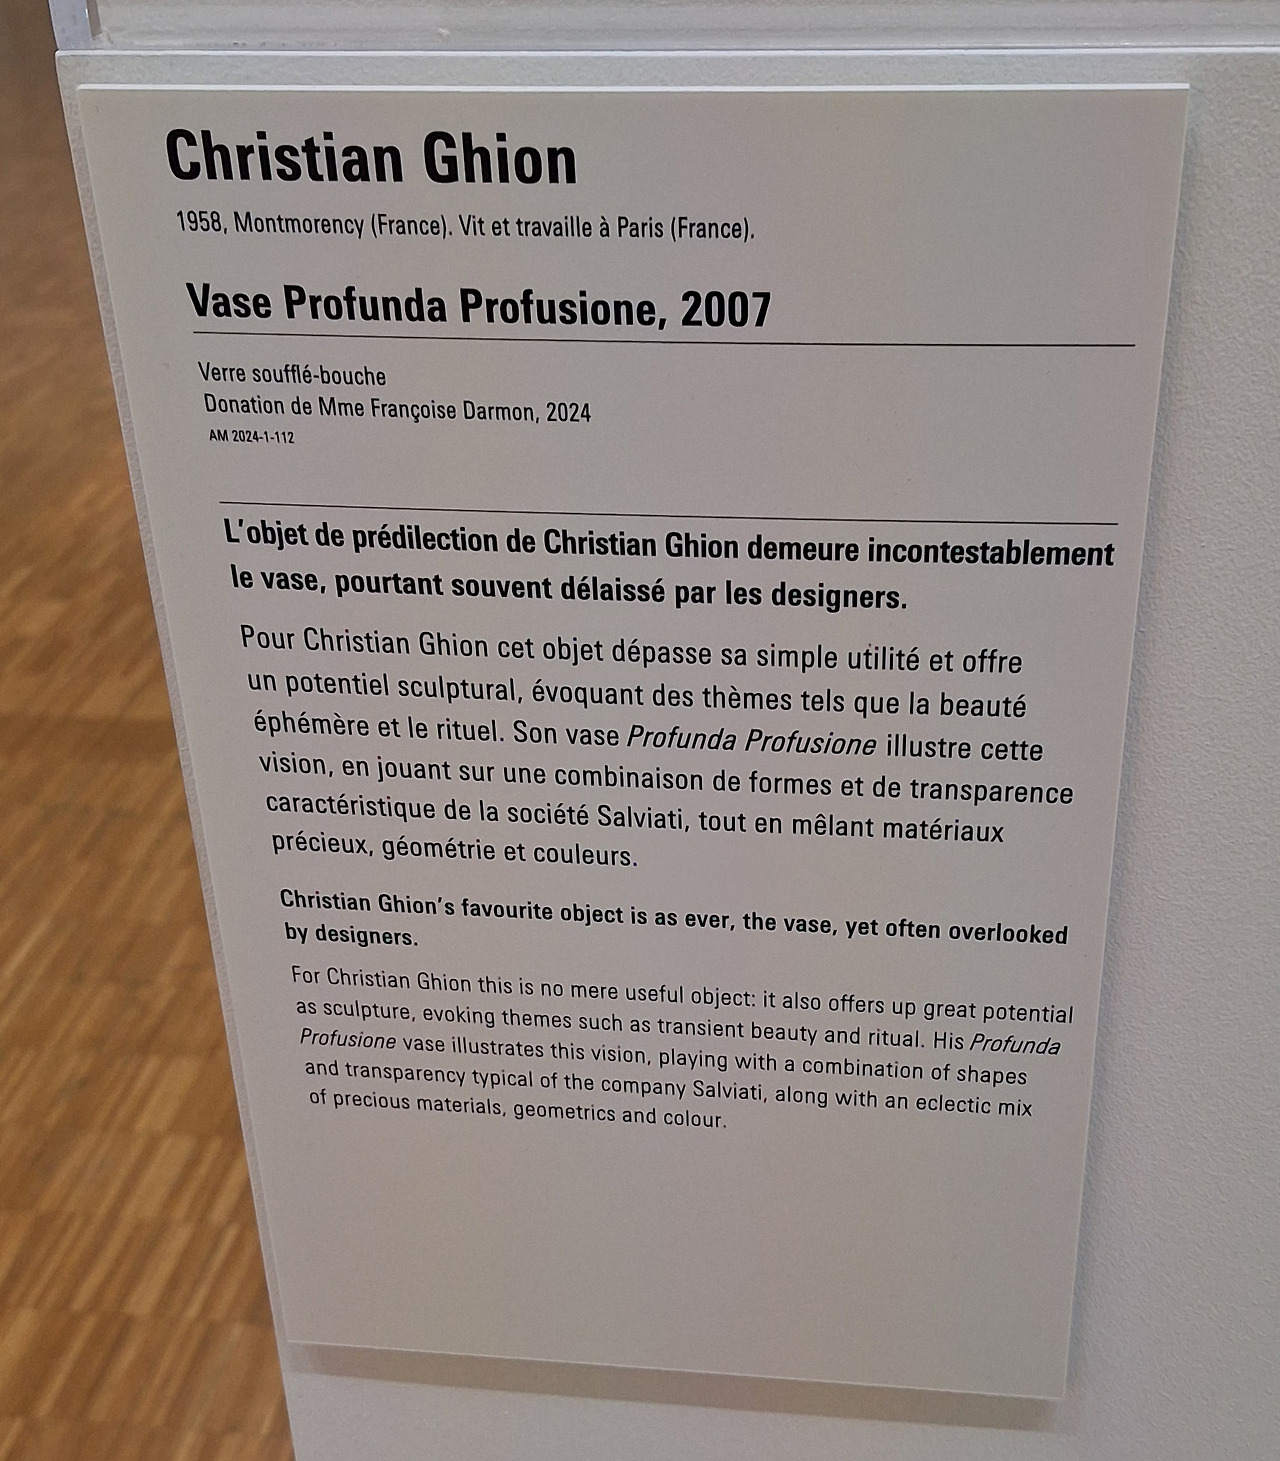 Christian Ghion
1958, Montmorency (France). Vit et travaille à Paris (France).
Vase Profunda Profusione, 2007
Verre soufflé-bouche
Donation de Mme Françoise Darmon, 2024
AM 2024-1-112
L'objet de prédilection de Christian Ghion demeure incontestablement
le vase, pourtant souvent délaissé par les designers.
Pour Christian Ghion cet objet dépasse sa simple utilité et offre
un potentiel sculptural, évoquant des thèmes tels que la beauté
éphémère et le rituel. Son vase Profunda Profusione illustre cette
vision, en jouant sur une combinaison de formes et de transparence
caractéristique de la société Salviati, tout en mêlant matériaux
précieux, géométrie et couleurs.
Christian Ghion's favourite object is as ever, the vase, yet often overlooked
by designers.
For Christian Ghion this is no mere useful object: it also offers up great potential
as sculpture, evoking themes such as transient beauty and ritual. His Profunda
Profusione vase illustrates this vision, playing with a combination of shapes
and transparency typical of the company Salviati, along with an eclectic mix
of precious materials, geometrics and colour.